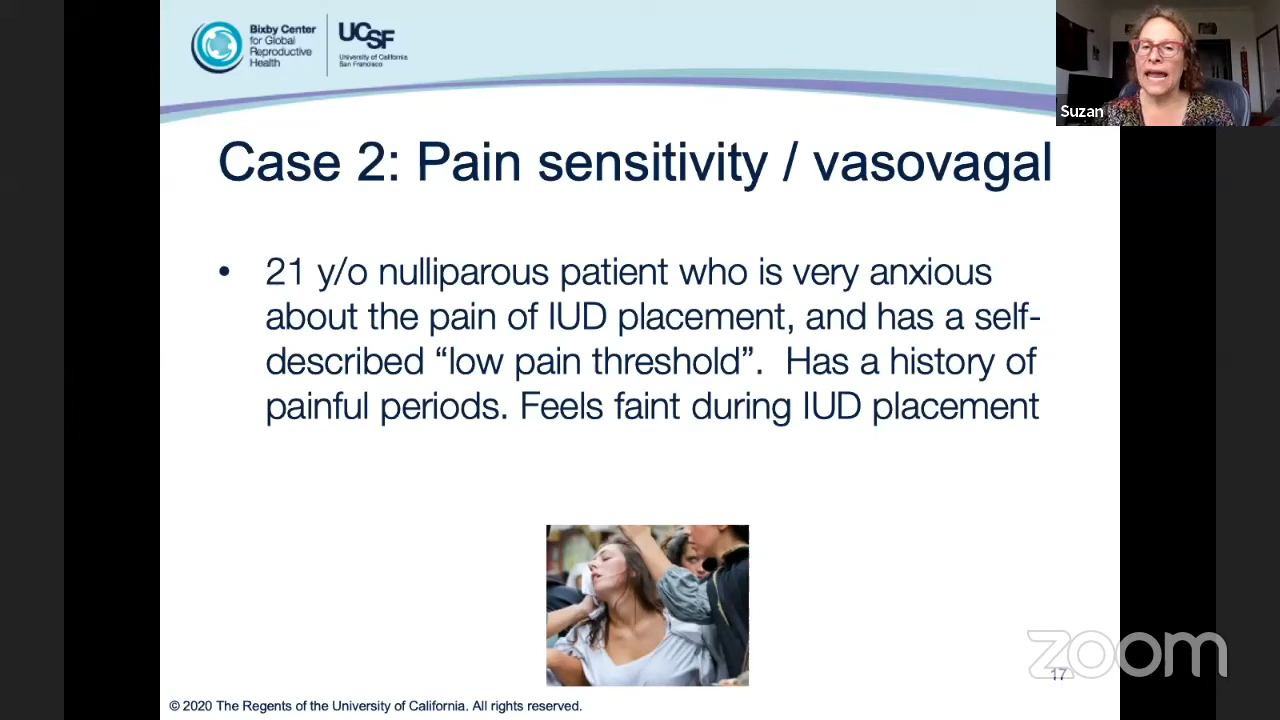 Bixby Center
for Global
Reproductive
Health
UCSF
University of California
San Francisco
Suzan
Case 2: Pain sensitivity / vasovagal
• 21 y/o nulliparous patient who is very anxious
about the pain of IUD placement, and has a self-
described “low pain threshold”.  Has a history of
painful periods. Feels faint during IUD placement
zoom
17
© 2020 The Regents of the University of California. All rights reserved.